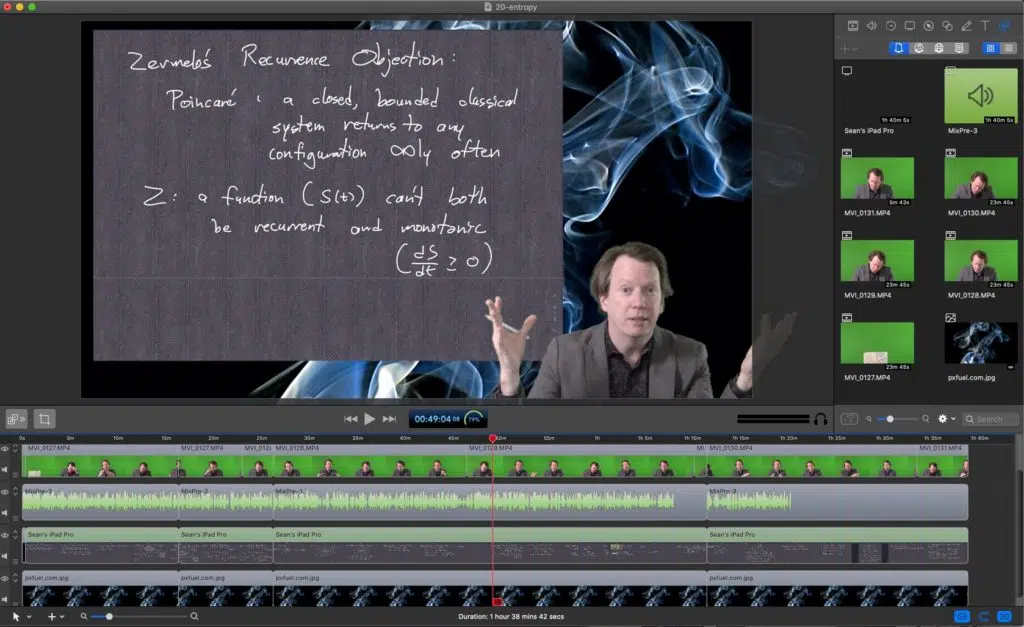 20-entropy
Zermelo's Recurrence Objection:
Poincaré: a closed, bounded classical
system returns to any
configuration ∞ly often
Z: a function (S(t)) can't both
be recurrent and monotonic
(dS/dt ≥ 0)
1h 40m 5s
1h 40m 5s
Sean's iPad Pro
MixPre-3
5m 43s
23m 45s
MVI_0131.MP4
MVI_0130.MP4
23m 45s
23m 45s
MVI_0129.MP4
MVI_0128.MP4
23m 45s
∞
MVI_0127.MP4
pxfuel.com.jpg
00:49:04 08
79%
Search
0s 5m 10m 15m 20m 25m 30m 35m 40m 45m 50m 55m 1h 1h 5m 1h 10m 1h 15m 1h 20m 1h 25m 1h 30m 1h 35m 1h 40m
MVI_0127.MP4 MVI_0127.MP4 MVI_0128.MP4 MVI_0130.MP4 MVI_0131.MP4
MixPre-3 MixPre-3 MixPre-3 MixPre-3
Sean's iPad Pro Sean's iPad Pro Sean's iPad Pro Sean's iPad Pro
pxfuel.com.jpg pxfuel.com.jpg pxfuel.com.jpg pxfuel.com.jpg
Duration: 1 hour 38 mins 42 secs